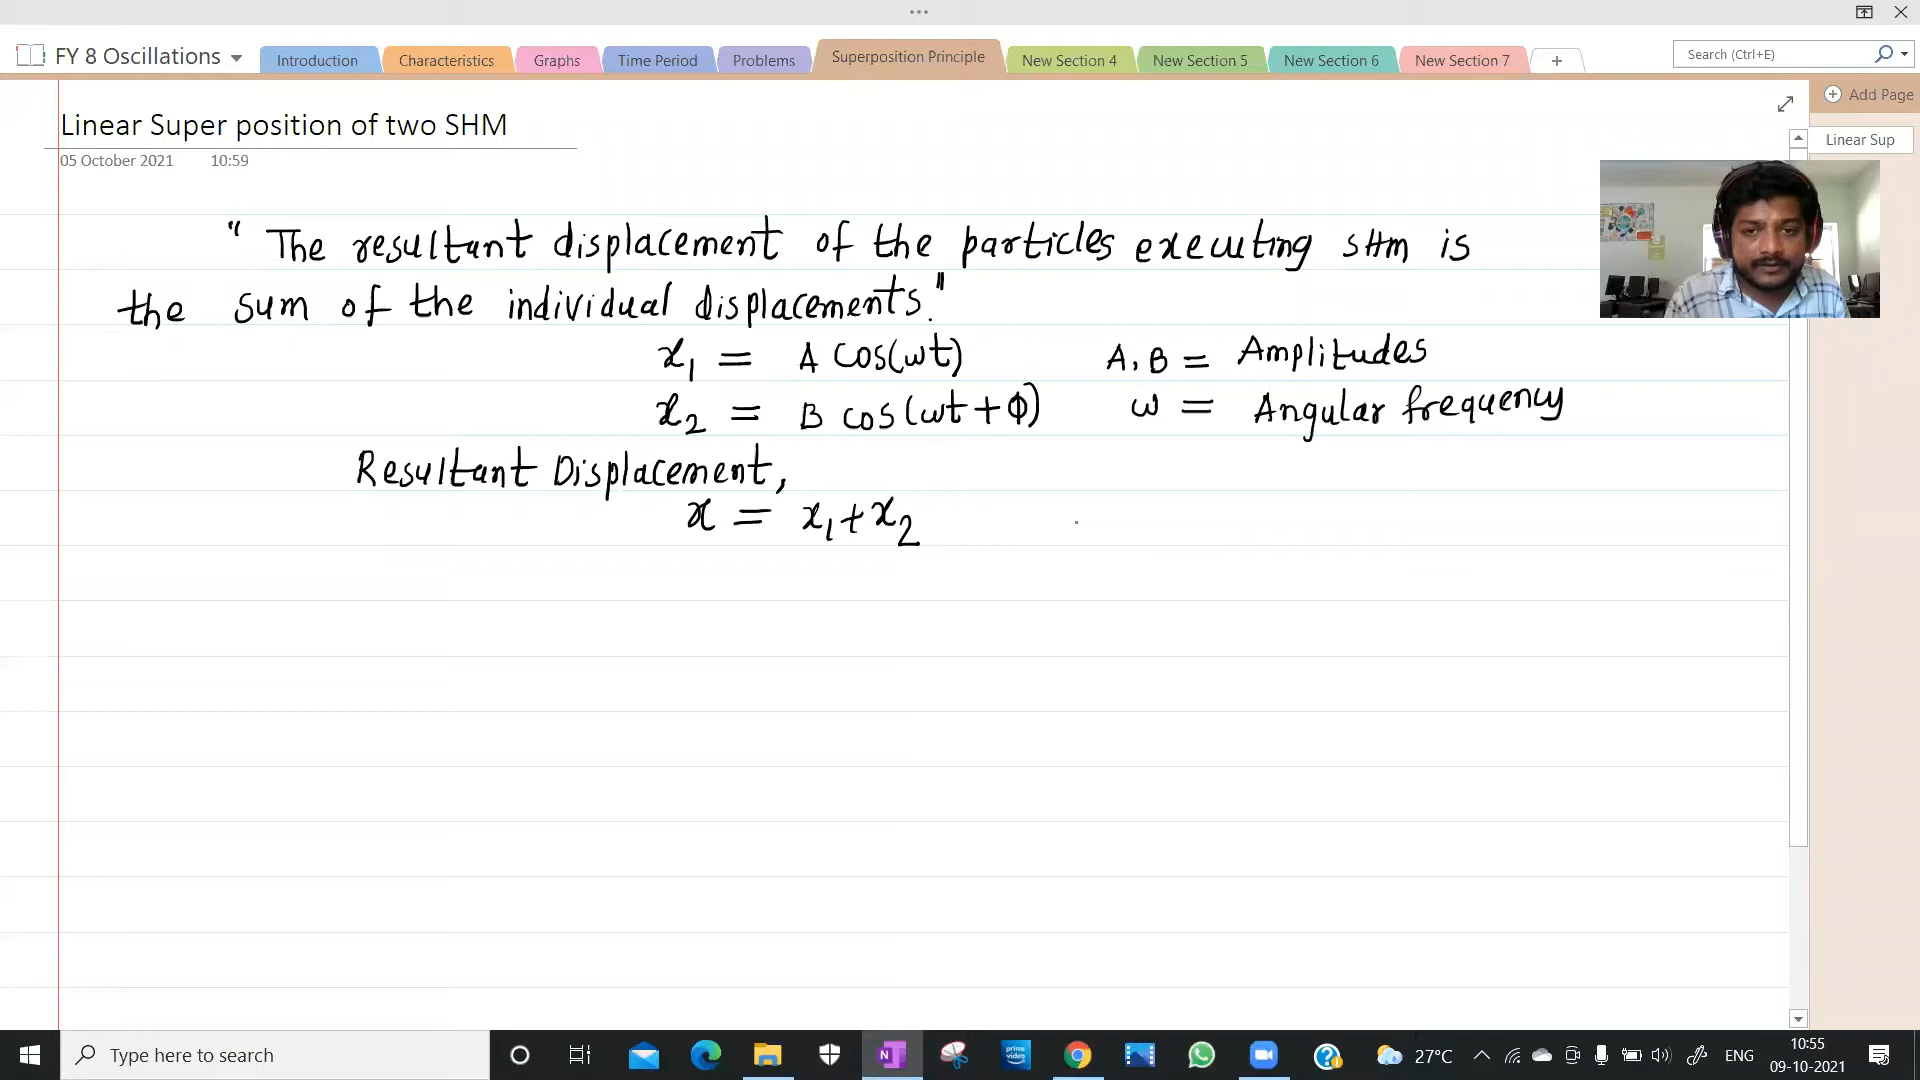 FY 8 Oscillations
Introduction
Characteristics
Graphs
Time Period
Problems
Superposition Principle
New Section 4
New Section 5
New Section 6
New Section 7
Search (Ctrl+E)
Add Page
Linear Sup
Linear Super position of two SHM
05 October 2021 10:59
" The resultant displacement of the particles executing SHM is
the sum of the individual displacements."
x₁ = A cos(ωt) A, B = Amplitudes
x₂ = B cos(ωt + ϕ) ω = Angular frequency
Resultant Displacement,
x = x₁+x₂
Type here to search
prime video
27°C
ENG
10:55
09-10-2021